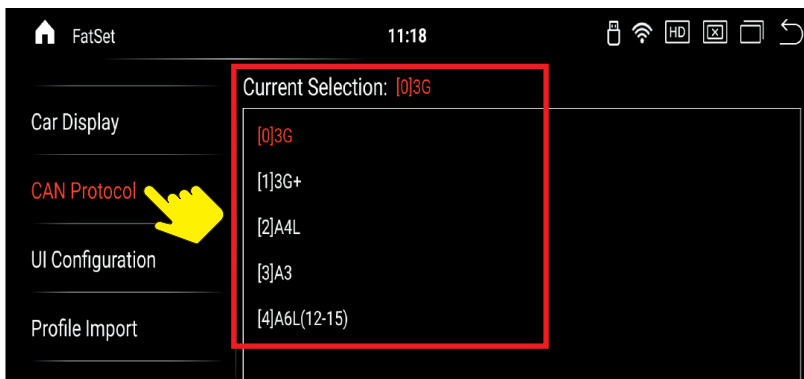 FatSet 11:18 HD
Current Selection: [0]3G
Car Display
[0]3G
CAN Protocol
[1]3G+
[2]A4L
UI Configuration
[3]A3
Profile Import
[4]A6L(12-15)